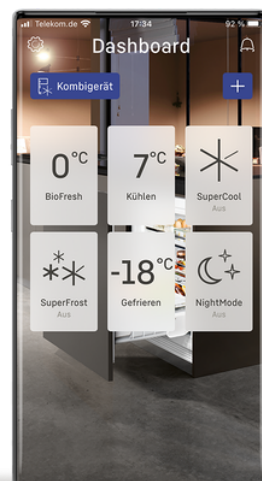 Telekom.de 17:34 92 %
Dashboard
Kombigerät +
0°C 7°C
BioFresh Kühlen SuperCool
Aus
-18°C
SuperFrost Gefrieren NightMode
Aus Aus